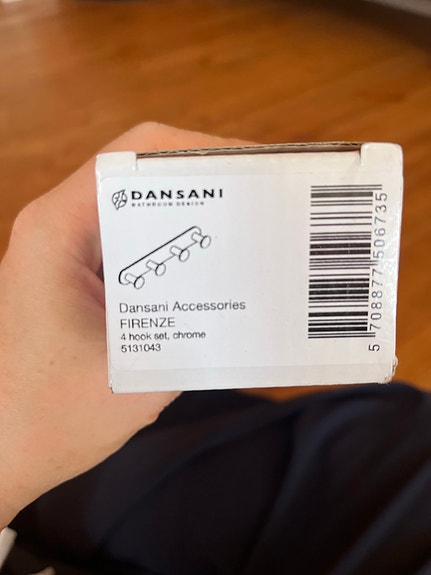 DANSANI
BATHROOM DESIGN
Dansani Accessories
FIRENZE
4 hook set, chrome
5131043
5 708877 506735